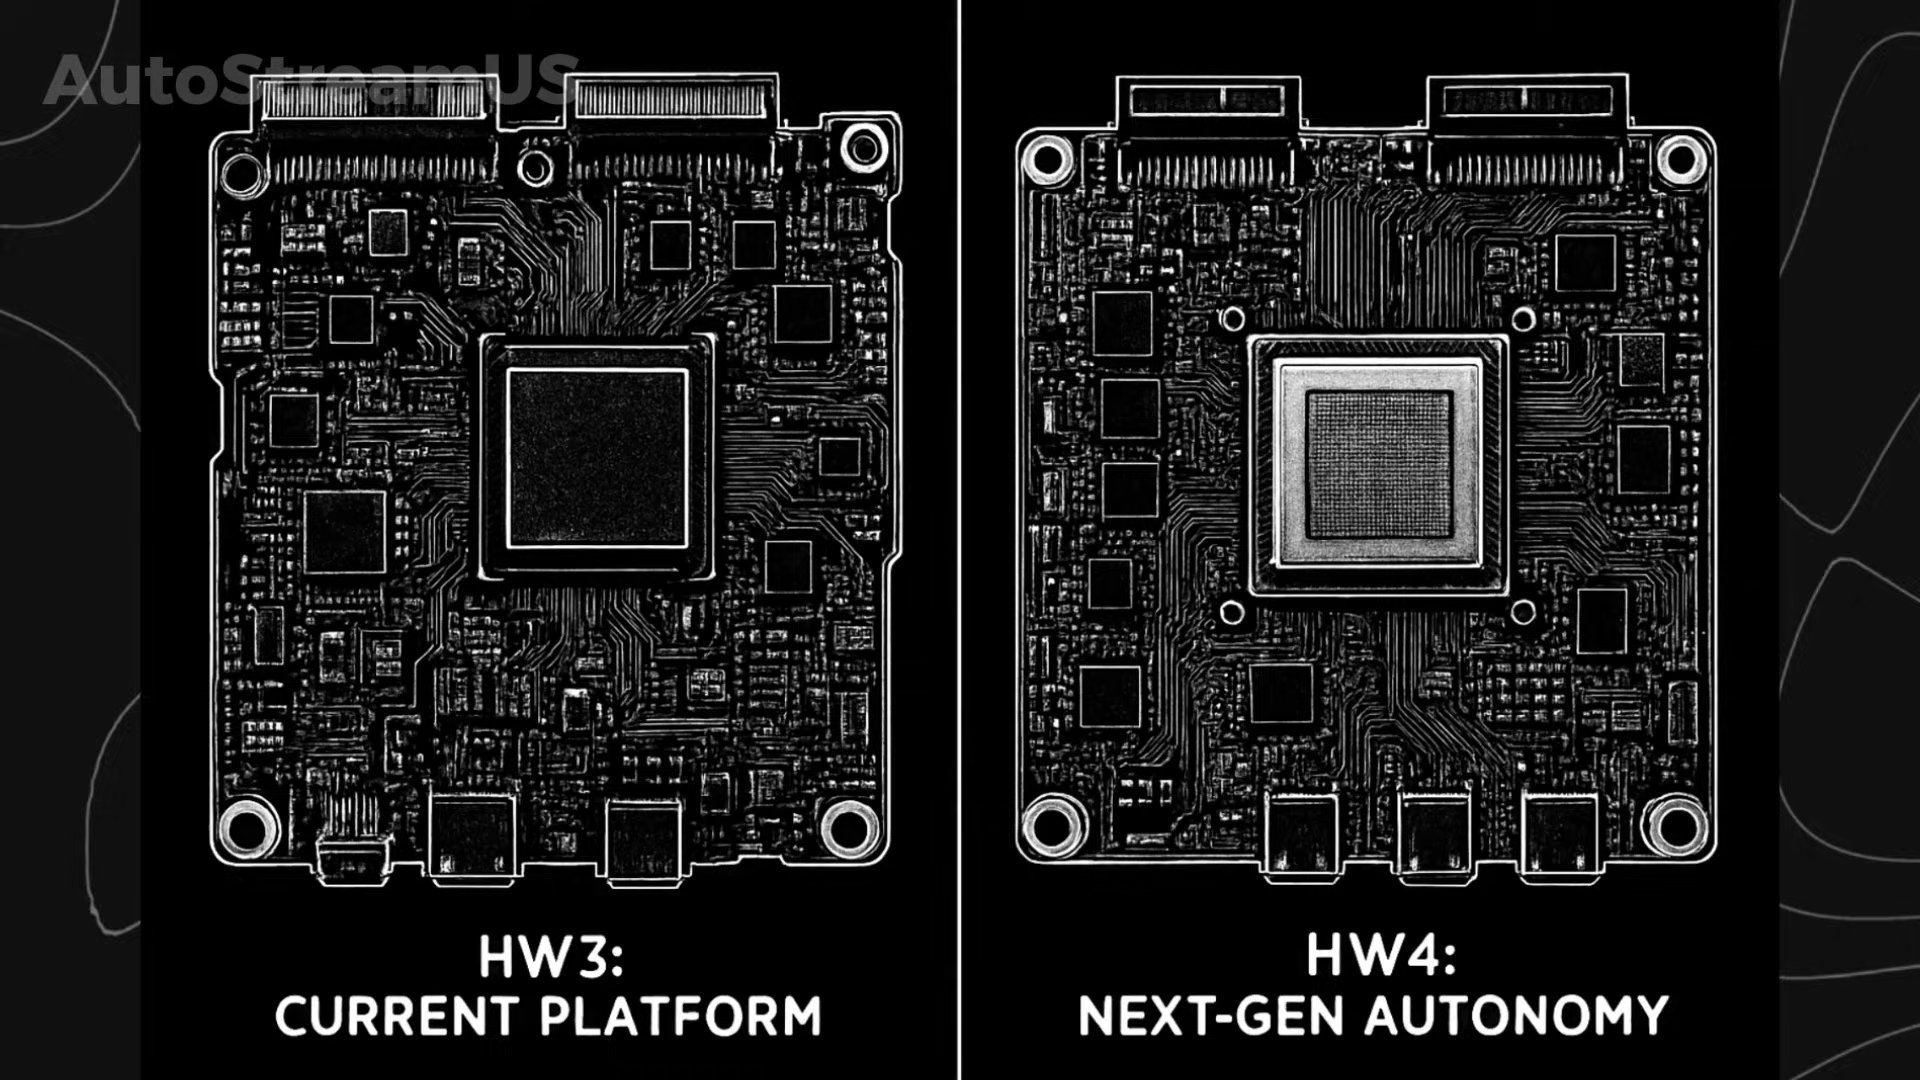 AutoStreamUS
HW3:
CURRENT PLATFORM
HW4:
NEXT-GEN AUTONOMY